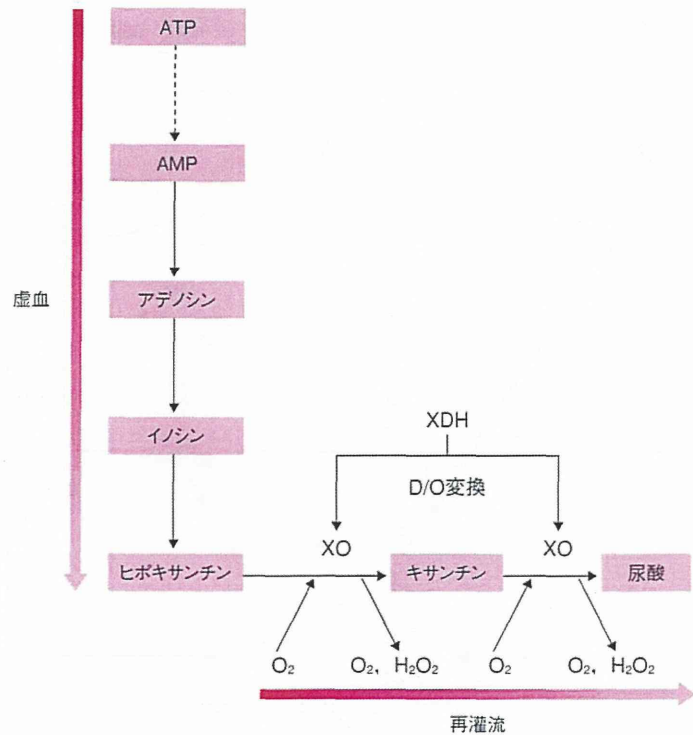 ATP
AMP
アデノシン
虚血
イノシン
XDH
D/O変換
XO
XO
ヒポキサンチン
キサンチン
尿酸
O₂
O₂, H₂O₂
O₂
O₂, H₂O₂
再灌流